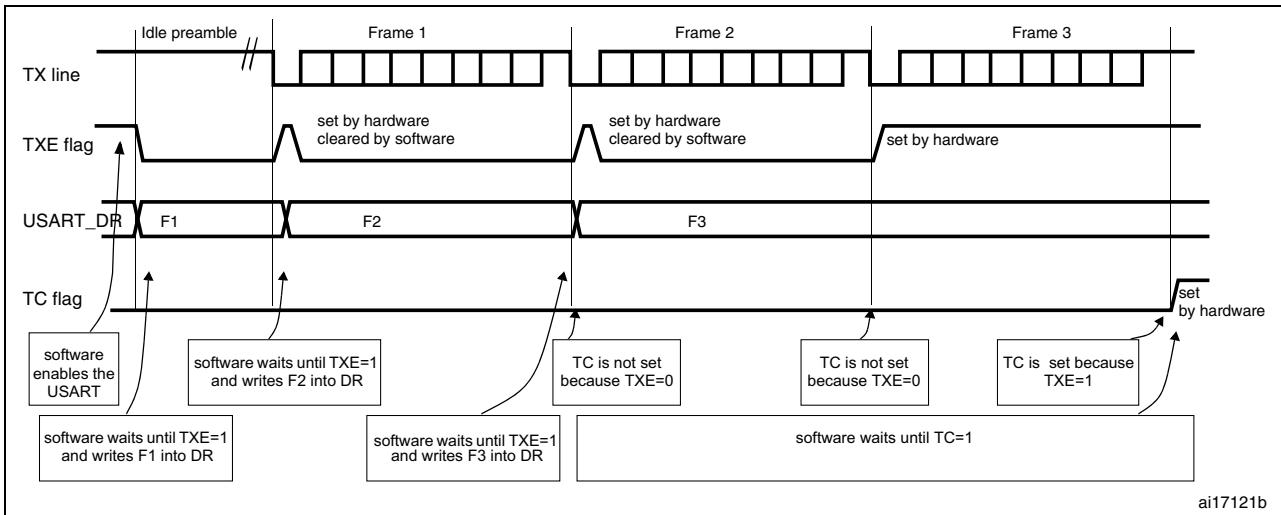 Idle preamble
Frame 1
Frame 2
Frame 3
TX line
TXE flag
set by hardware
cleared by software
set by hardware
cleared by software
set by hardware
USART_DR
F1
F2
F3
TC flag
set
by hardware
software
enables the
USART
software waits until TXE=1
and writes F2 into DR
TC is not set
because TXE=0
TC is not set
because TXE=0
TC is set because
TXE=1
software waits until TXE=1
and writes F1 into DR
software waits until TXE=1
and writes F3 into DR
software waits until TC=1
ai17121b